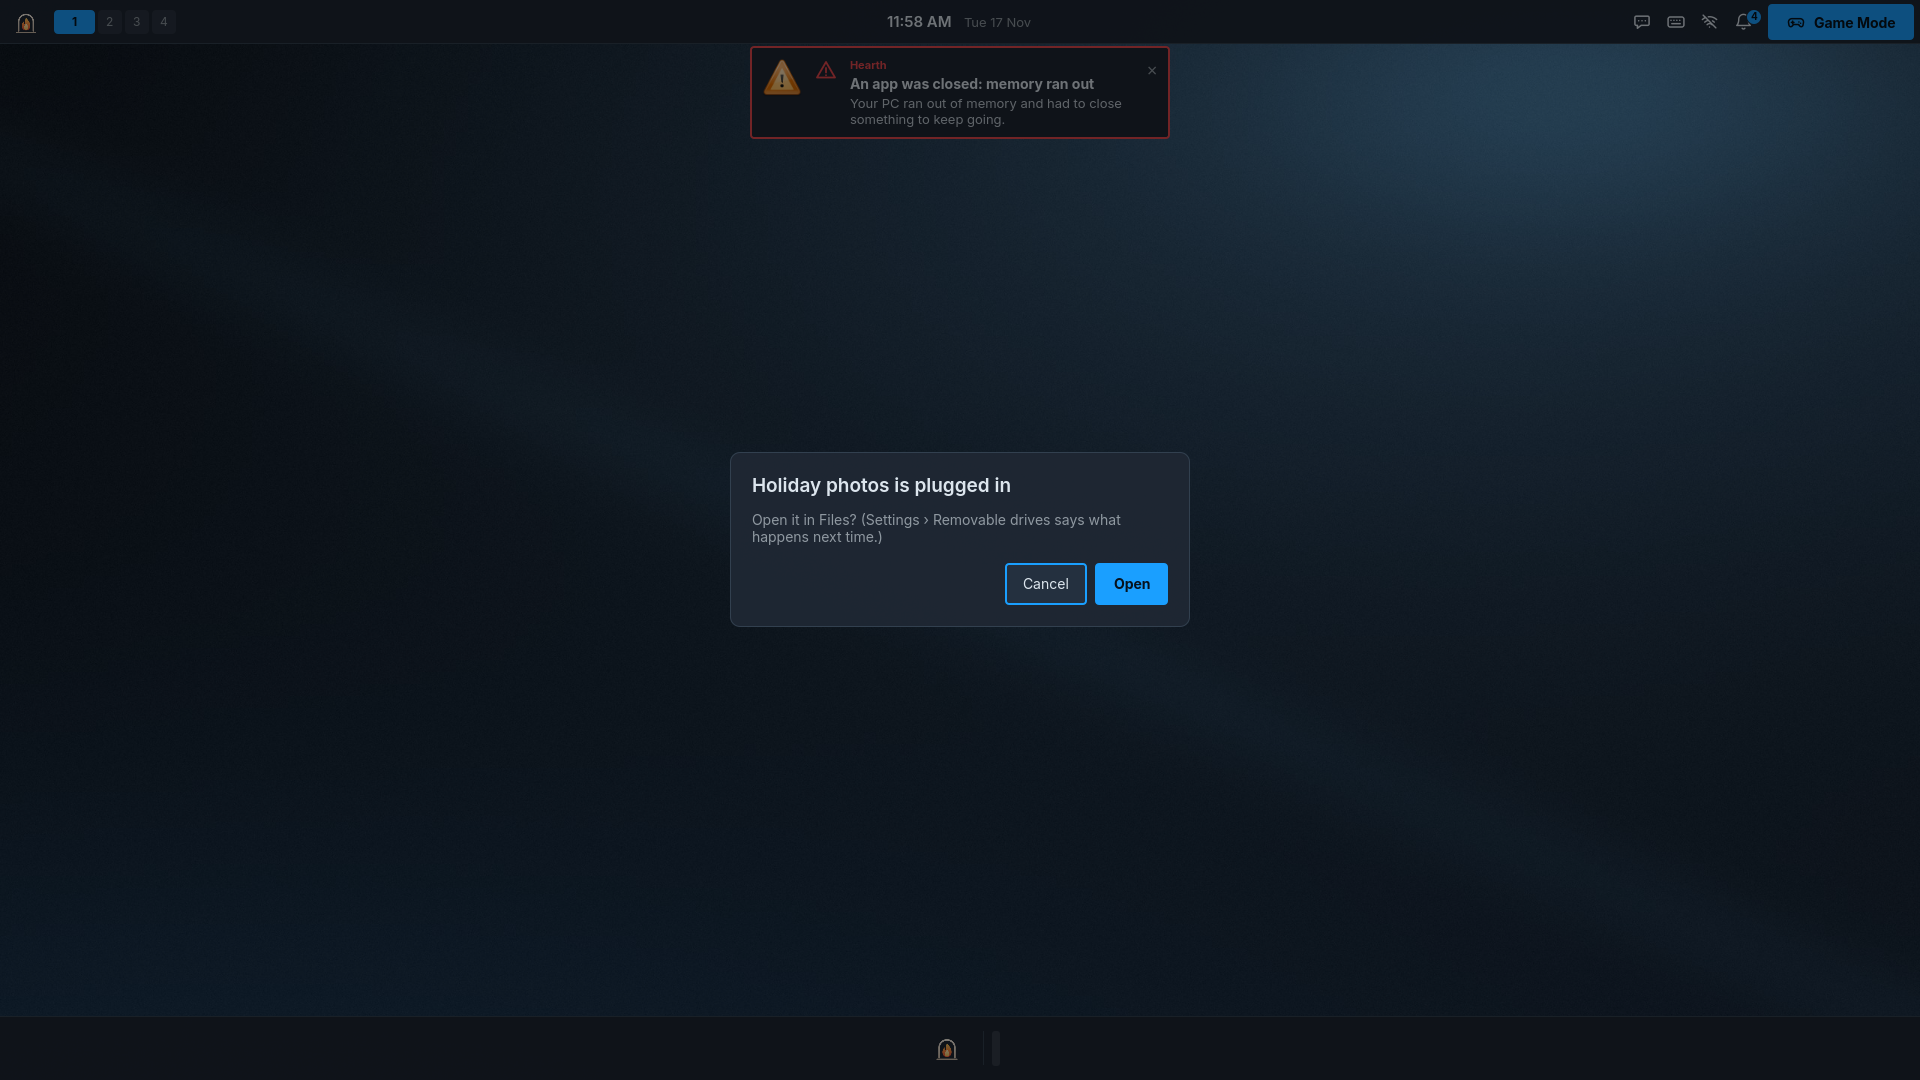 1 2 3 4
11:58 AM Tue 17 Nov
4
Game Mode
Hearth
An app was closed: memory ran out
Your PC ran out of memory and had to close
something to keep going.
Holiday photos is plugged in
Open it in Files? (Settings › Removable drives says what
happens next time.)
Cancel Open